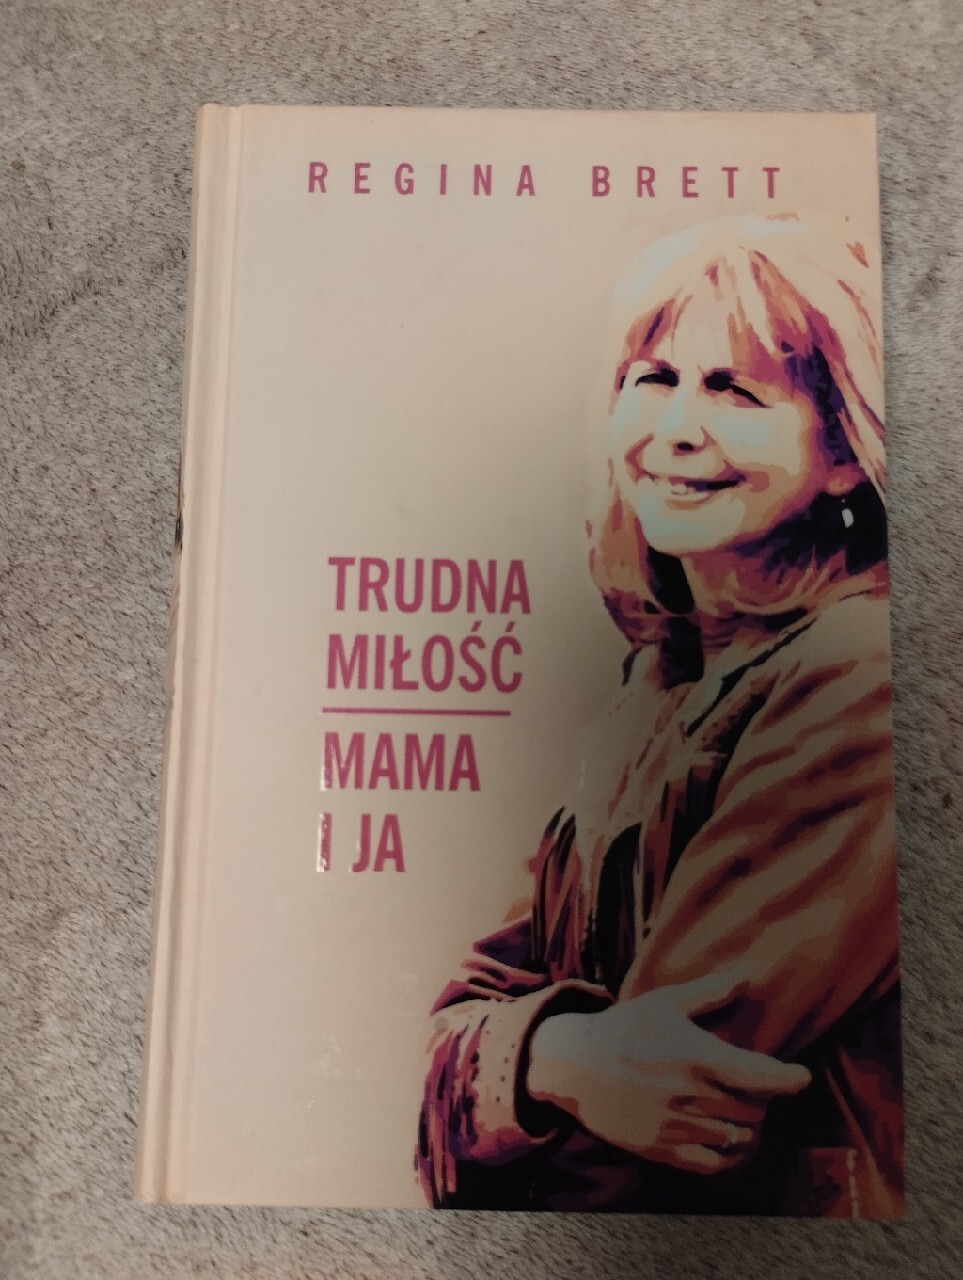 REGINA BRETT
TRUDNA
MIŁOŚĆ
MAMA
I JA